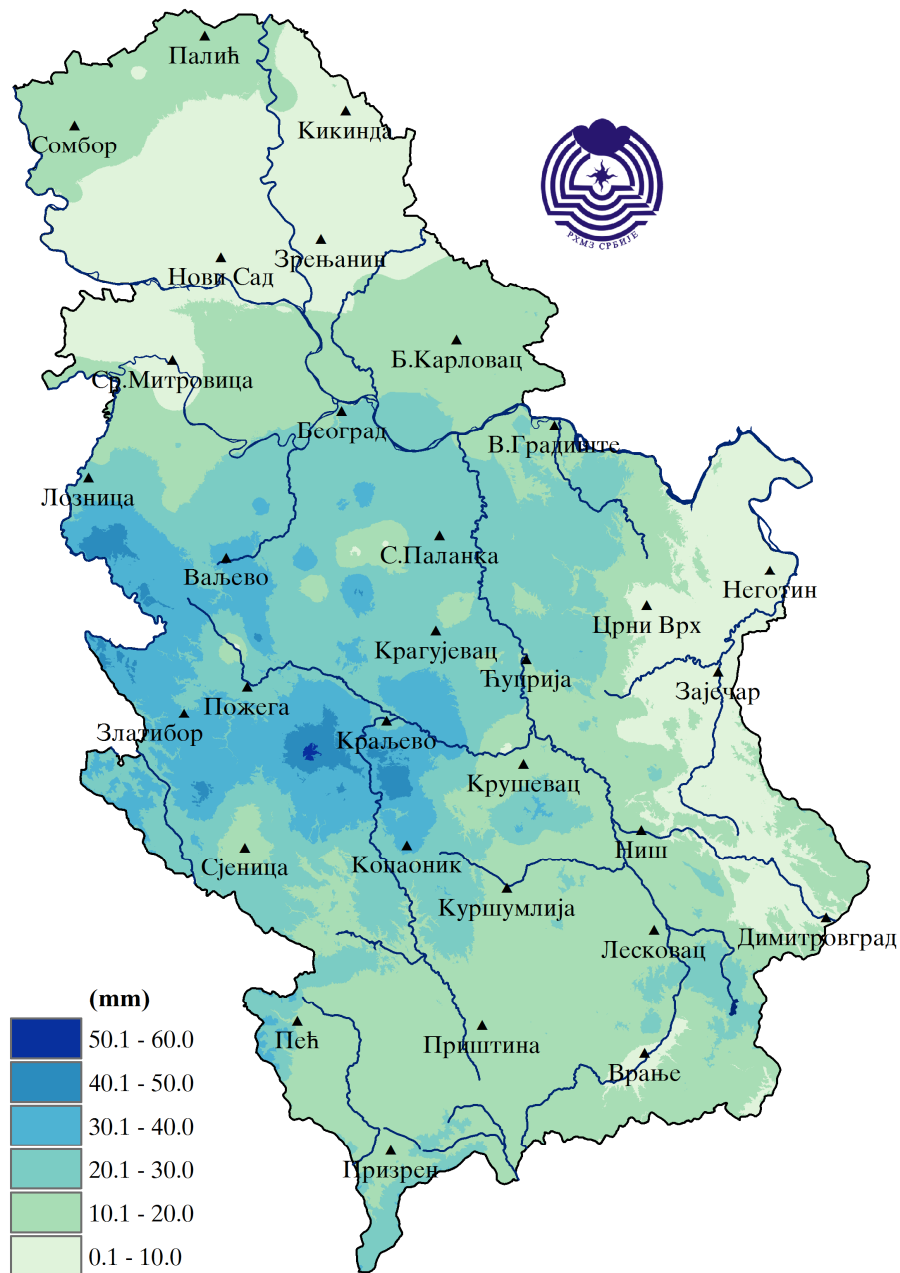 Палић
Кикинда
Сомбор
РХМЗ СРБИЈЕ
Зрењанин
Нови Сад
Б.Карловац
Ср.Митровица
Београд
В.Градиште
Лозница
С.Паланка
Ваљево
Неготин
Црни Врх
Крагујевац
Ћуприја
Зајечар
Пожега
Златибор
Краљево
Крушевац
Ниш
Сјеница
Копаоник
Куршумлија
Лесковац
Димитровград
(mm)
50.1 - 60.0
Пећ
Приштина
40.1 - 50.0
Врање
30.1 - 40.0
20.1 - 30.0
Призрен
10.1 - 20.0
0.1 - 10.0